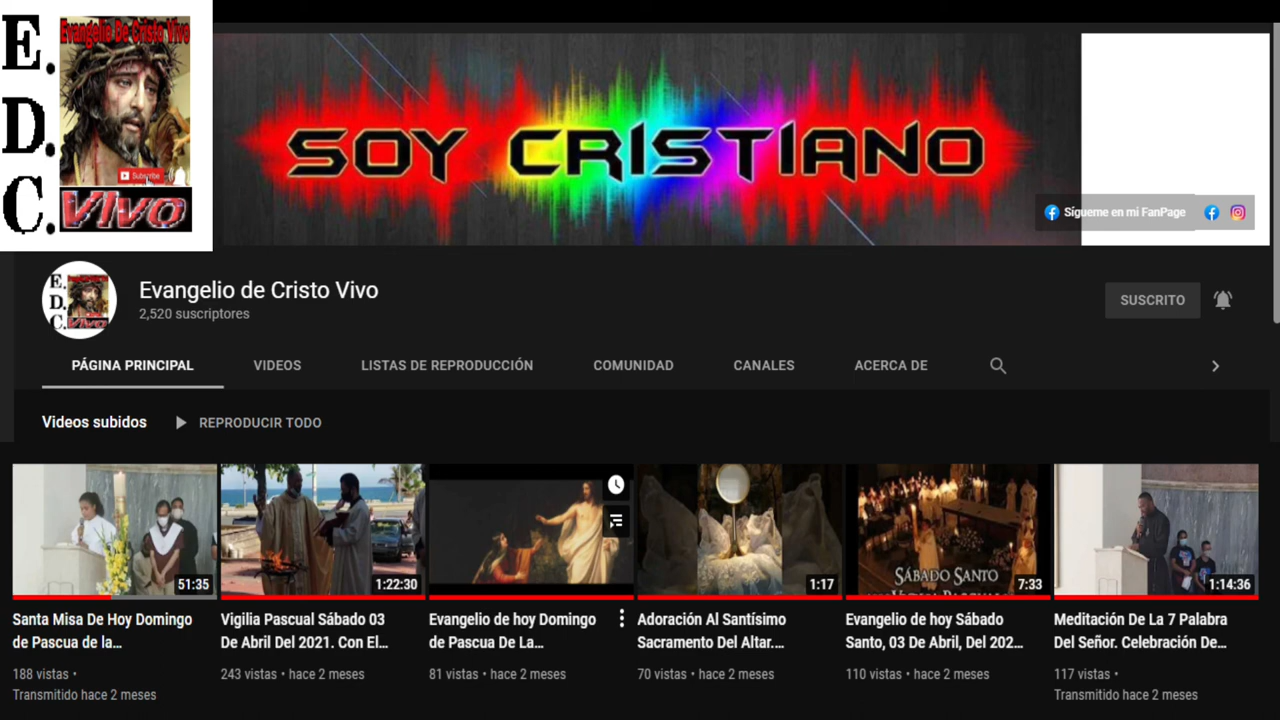 E.
D.
C.
Evangelio De Cristo Vivo
Subscribe
Vivo
SOY CRISTIANO
Sígueme en mi FanPage
E.
D.
C.
Vivo
Evangelio de Cristo Vivo
2,520 suscriptores
SUSCRITO
PÁGINA PRINCIPAL VIDEOS LISTAS DE REPRODUCCIÓN COMUNIDAD CANALES ACERCA DE
Videos subidos REPRODUCIR TODO
SÁBADO SANTO
51:35 1:22:30 1:17 7:33 1:14:36
Santa Misa De Hoy Domingo
de Pascua de la...
188 vistas •
Transmitido hace 2 meses
Vigilia Pascual Sábado 03
De Abril Del 2021. Con El...
243 vistas • hace 2 meses
Evangelio de hoy Domingo
de Pascua De La...
81 vistas • hace 2 meses
Adoración Al Santísimo
Sacramento Del Altar....
70 vistas • hace 2 meses
Evangelio de hoy Sábado
Santo, 03 De Abril, Del 202...
110 vistas • hace 2 meses
Meditación De La 7 Palabra
Del Señor. Celebración De...
117 vistas •
Transmitido hace 2 meses